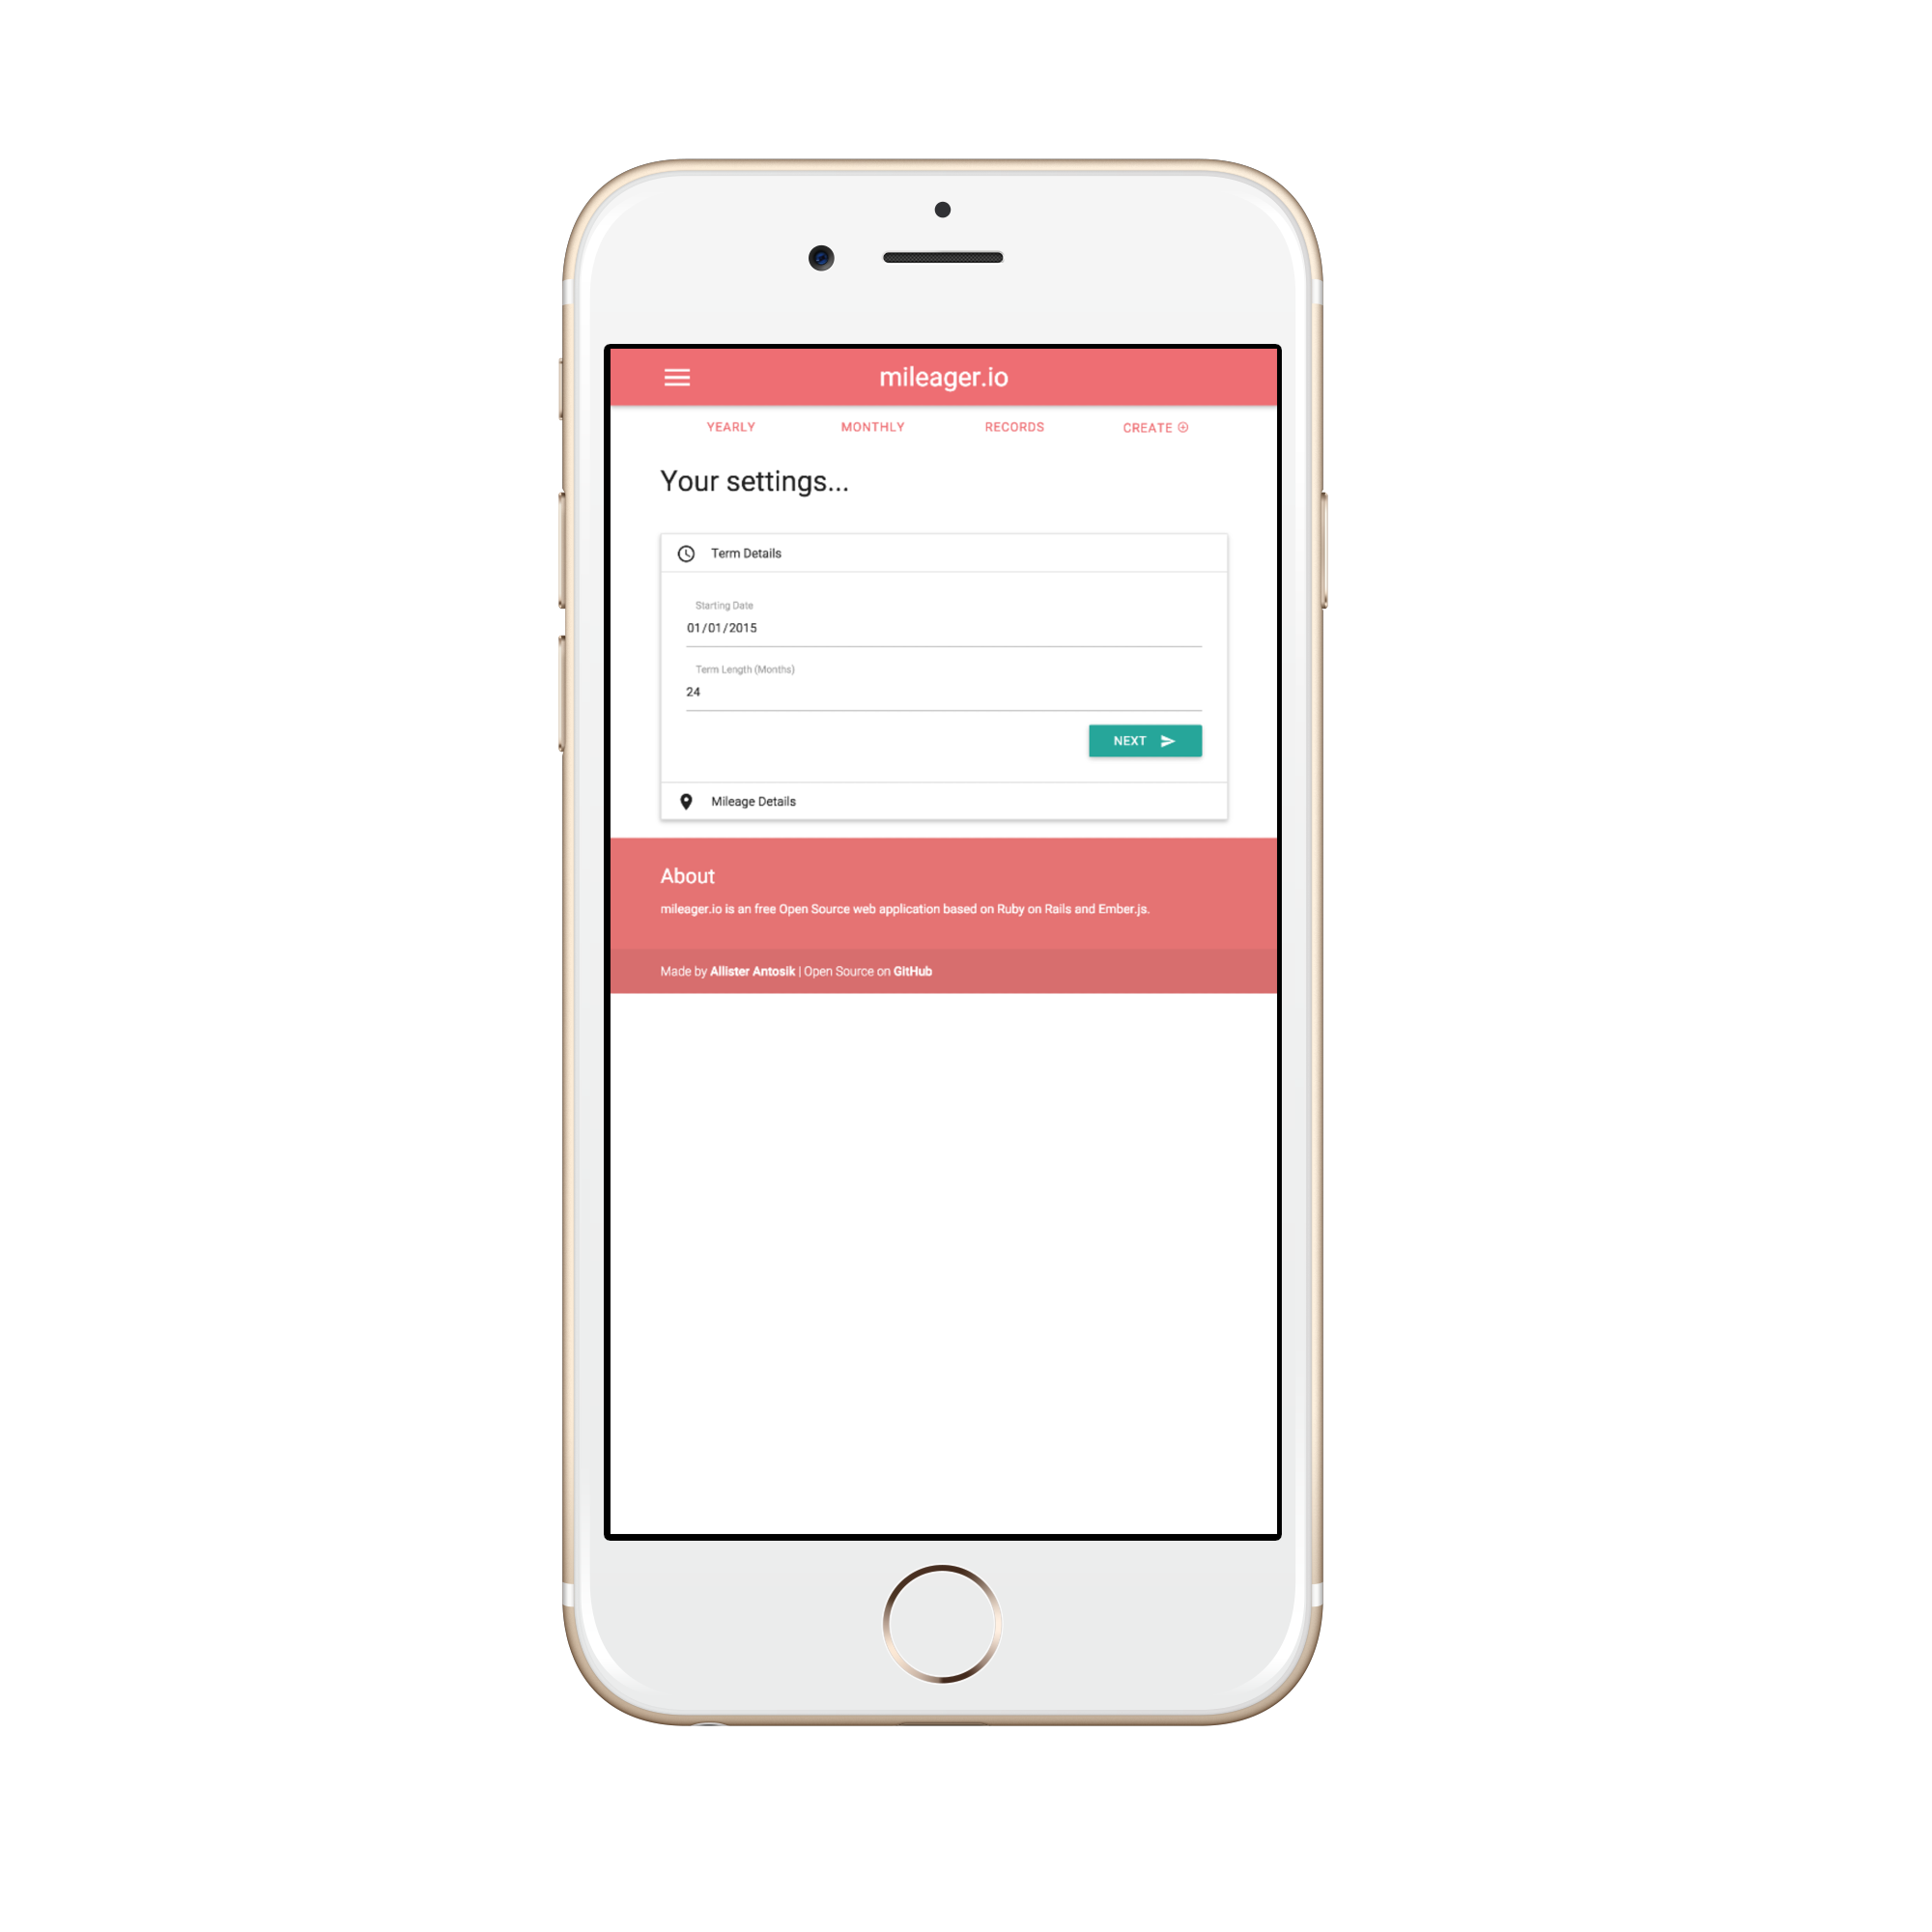 mileager.io
YEARLY MONTHLY RECORDS CREATE
Your settings...
Term Details
Starting Date
01/01/2015
Term Length (Months)
24
NEXT
Mileage Details
About
mileager.io is an free Open Source web application based on Ruby on Rails and Ember.js.
Made by Allister Antosik | Open Source on GitHub